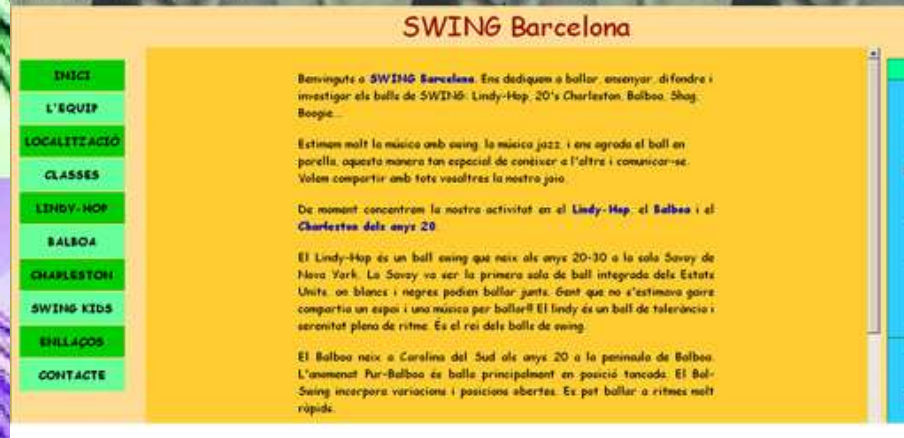 SWING Barcelona
INICI
L'EQUIP
LOCALITZACIÓ
CLASSES
LINDY-HOP
BALBOA
CHARLESTON
SWING KIDS
ENLLAÇOS
CONTACTE
Benvinguts a SWING Barcelona. Ens dediquem a ballar, ensenyar, difondre i
investigar els balls de SWING: Lindy-Hop, 20's Charleston, Balboa, Shag,
Boogie...
Estimem molt la música amb swing, la música jazz, i ens agrada el ball en
parella, aquesta manera tan especial de conèixer a l'altre i comunicar-se.
Volem compartir amb tots vosaltres la nostra joia.
De moment concentrem la nostra activitat en el Lindy-Hop, el Balboa i el
Charleston dels anys 20.
El Lindy-Hop és un ball swing que neix als anys 20-30 a la sala Savoy de
Nova York. La Savoy va ser la primera sala de ball integrada dels Estats
Units, on blancs i negres podien ballar junts. Gent que no s'estimava gaire
compartia un espai i una música per ballar!! El lindy és un ball de tolerància i
serenitat plena de ritme. És el rei dels balls de swing.
El Balboa neix a Carolina del Sud als anys 20 a la península de Balboa.
L'anomenat Pur-Balboa és balla principalment en posició tancada. El Bal-
Swing incorpora variacions i posicions obertes. Es pot ballar a ritmes molt
ràpids.